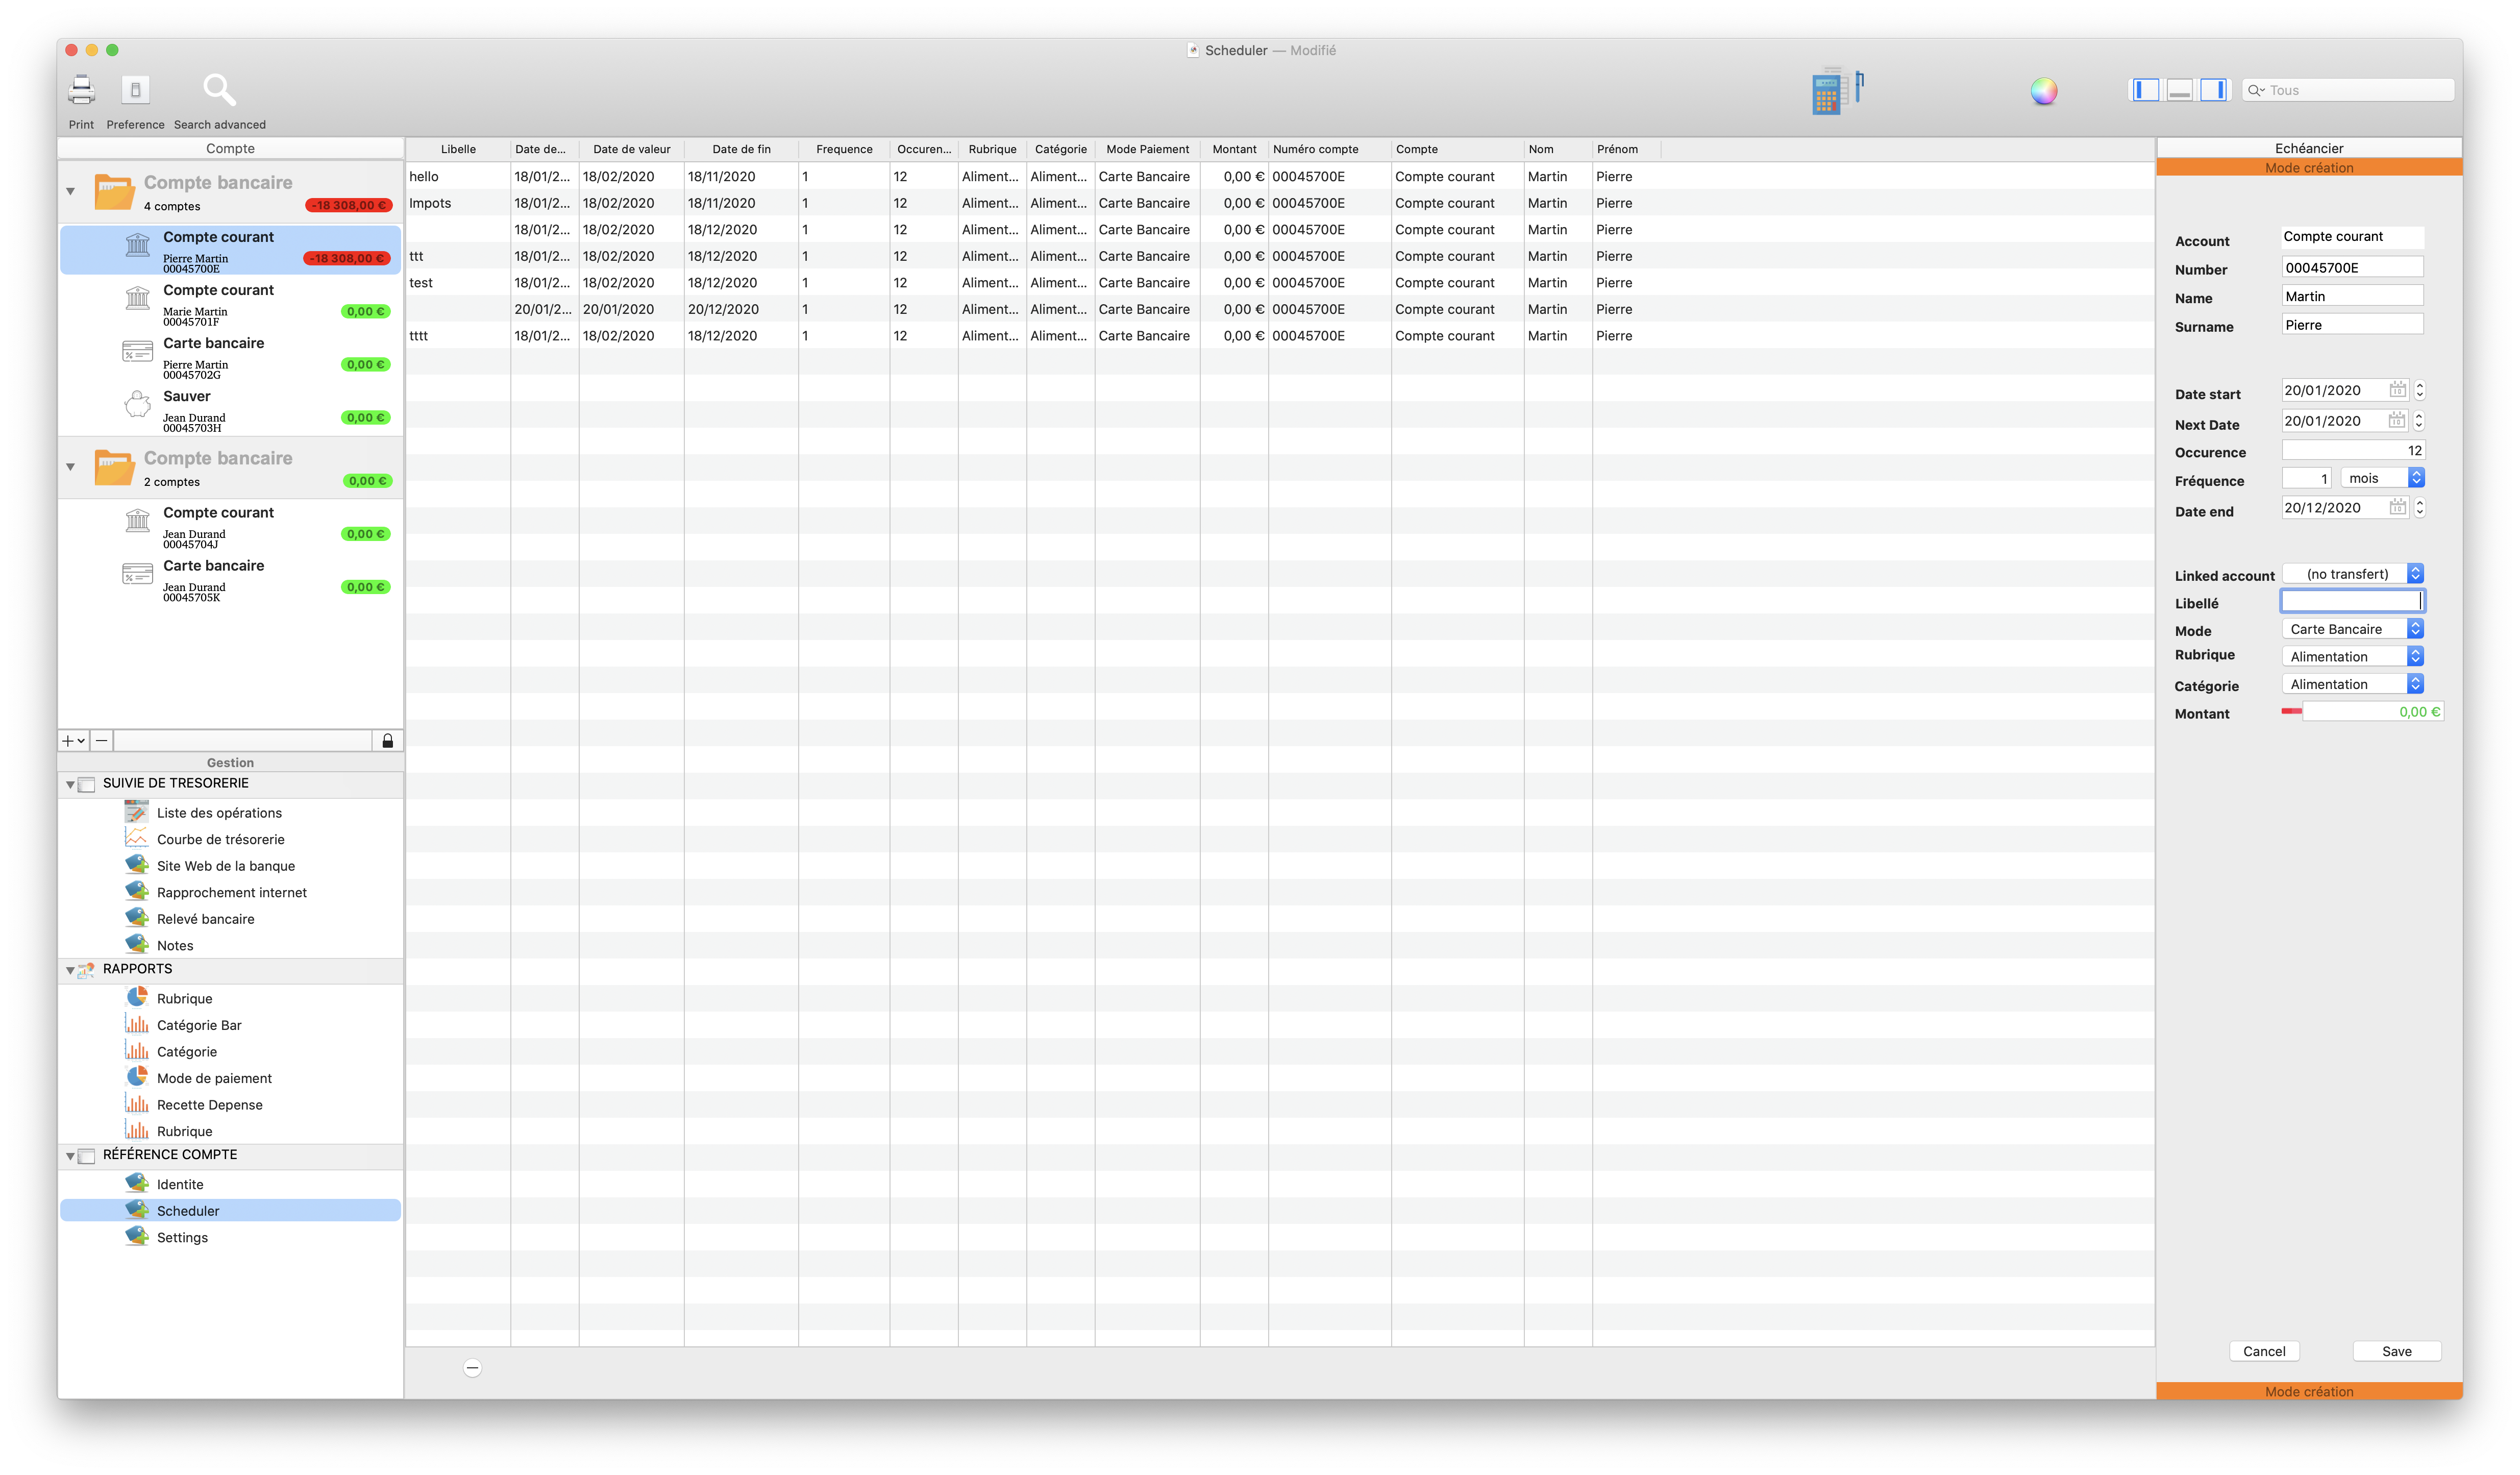 Scheduler — Modifié
Print Preference Search advanced
Tous
Compte
Compte bancaire
4 comptes -18 308,00 €
Compte courant
Pierre Martin -18 308,00 €
00045700E
Compte courant
Marie Martin 0,00 €
00045701F
Carte bancaire
Pierre Martin 0,00 €
00045702G
Sauver
Jean Durand 0,00 €
00045703H
Compte bancaire
2 comptes 0,00 €
Compte courant
Jean Durand 0,00 €
00045704J
Carte bancaire
Jean Durand 0,00 €
00045705K
Gestion
SUIVIE DE TRESORERIE
Liste des opérations
Courbe de trésorerie
Site Web de la banque
Rapprochement internet
Relevé bancaire
Notes
RAPPORTS
Rubrique
Catégorie Bar
Catégorie
Mode de paiement
Recette Depense
Rubrique
RÉFÉRENCE COMPTE
Identite
Scheduler
Settings
Libelle Date de... Date de valeur Date de fin Frequence Occuren... Rubrique Catégorie Mode Paiement Montant Numéro compte Compte Nom Prénom
hello 18/01/2... 18/02/2020 18/11/2020 1 12 Aliment... Aliment... Carte Bancaire 0,00 € 00045700E Compte courant Martin Pierre
Impots 18/01/2... 18/02/2020 18/11/2020 1 12 Aliment... Aliment... Carte Bancaire 0,00 € 00045700E Compte courant Martin Pierre
18/01/2... 18/02/2020 18/12/2020 1 12 Aliment... Aliment... Carte Bancaire 0,00 € 00045700E Compte courant Martin Pierre
ttt 18/01/2... 18/02/2020 18/12/2020 1 12 Aliment... Aliment... Carte Bancaire 0,00 € 00045700E Compte courant Martin Pierre
test 18/01/2... 18/02/2020 18/12/2020 1 12 Aliment... Aliment... Carte Bancaire 0,00 € 00045700E Compte courant Martin Pierre
20/01/2... 20/01/2020 20/12/2020 1 12 Aliment... Aliment... Carte Bancaire 0,00 € 00045700E Compte courant Martin Pierre
tttt 18/01/2... 18/02/2020 18/12/2020 1 12 Aliment... Aliment... Carte Bancaire 0,00 € 00045700E Compte courant Martin Pierre
Echéancier
Mode création
Account Compte courant
Number 00045700E
Name Martin
Surname Pierre
Date start 20/01/2020
Next Date 20/01/2020
Occurence 12
Fréquence 1 mois
Date end 20/12/2020
Linked account (no transfert)
Libellé
Mode Carte Bancaire
Rubrique Alimentation
Catégorie Alimentation
Montant 0,00 €
Cancel Save
Mode création